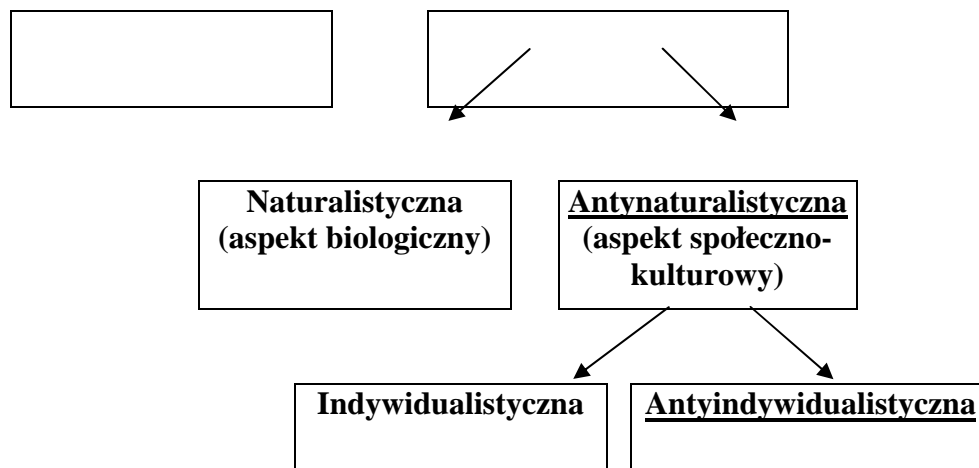 Naturalistyczna
(aspekt biologiczny)
Antynaturalistyczna
(aspekt społeczno-
kulturowy)
Indywidualistyczna
Antyindywidualistyczna